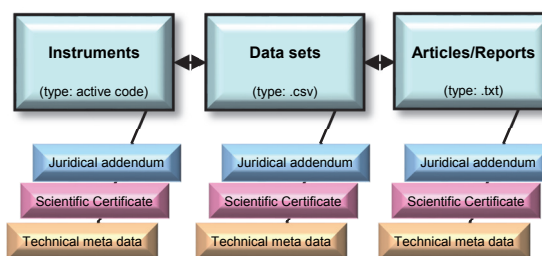 Instruments
(type: active code)
Data sets
(type: .csv)
Articles/Reports
(type: .txt)
Juridical addendum
Scientific Certificate
Technical meta data
Juridical addendum
Scientific Certificate
Technical meta data
Juridical addendum
Scientific Certificate
Technical meta data